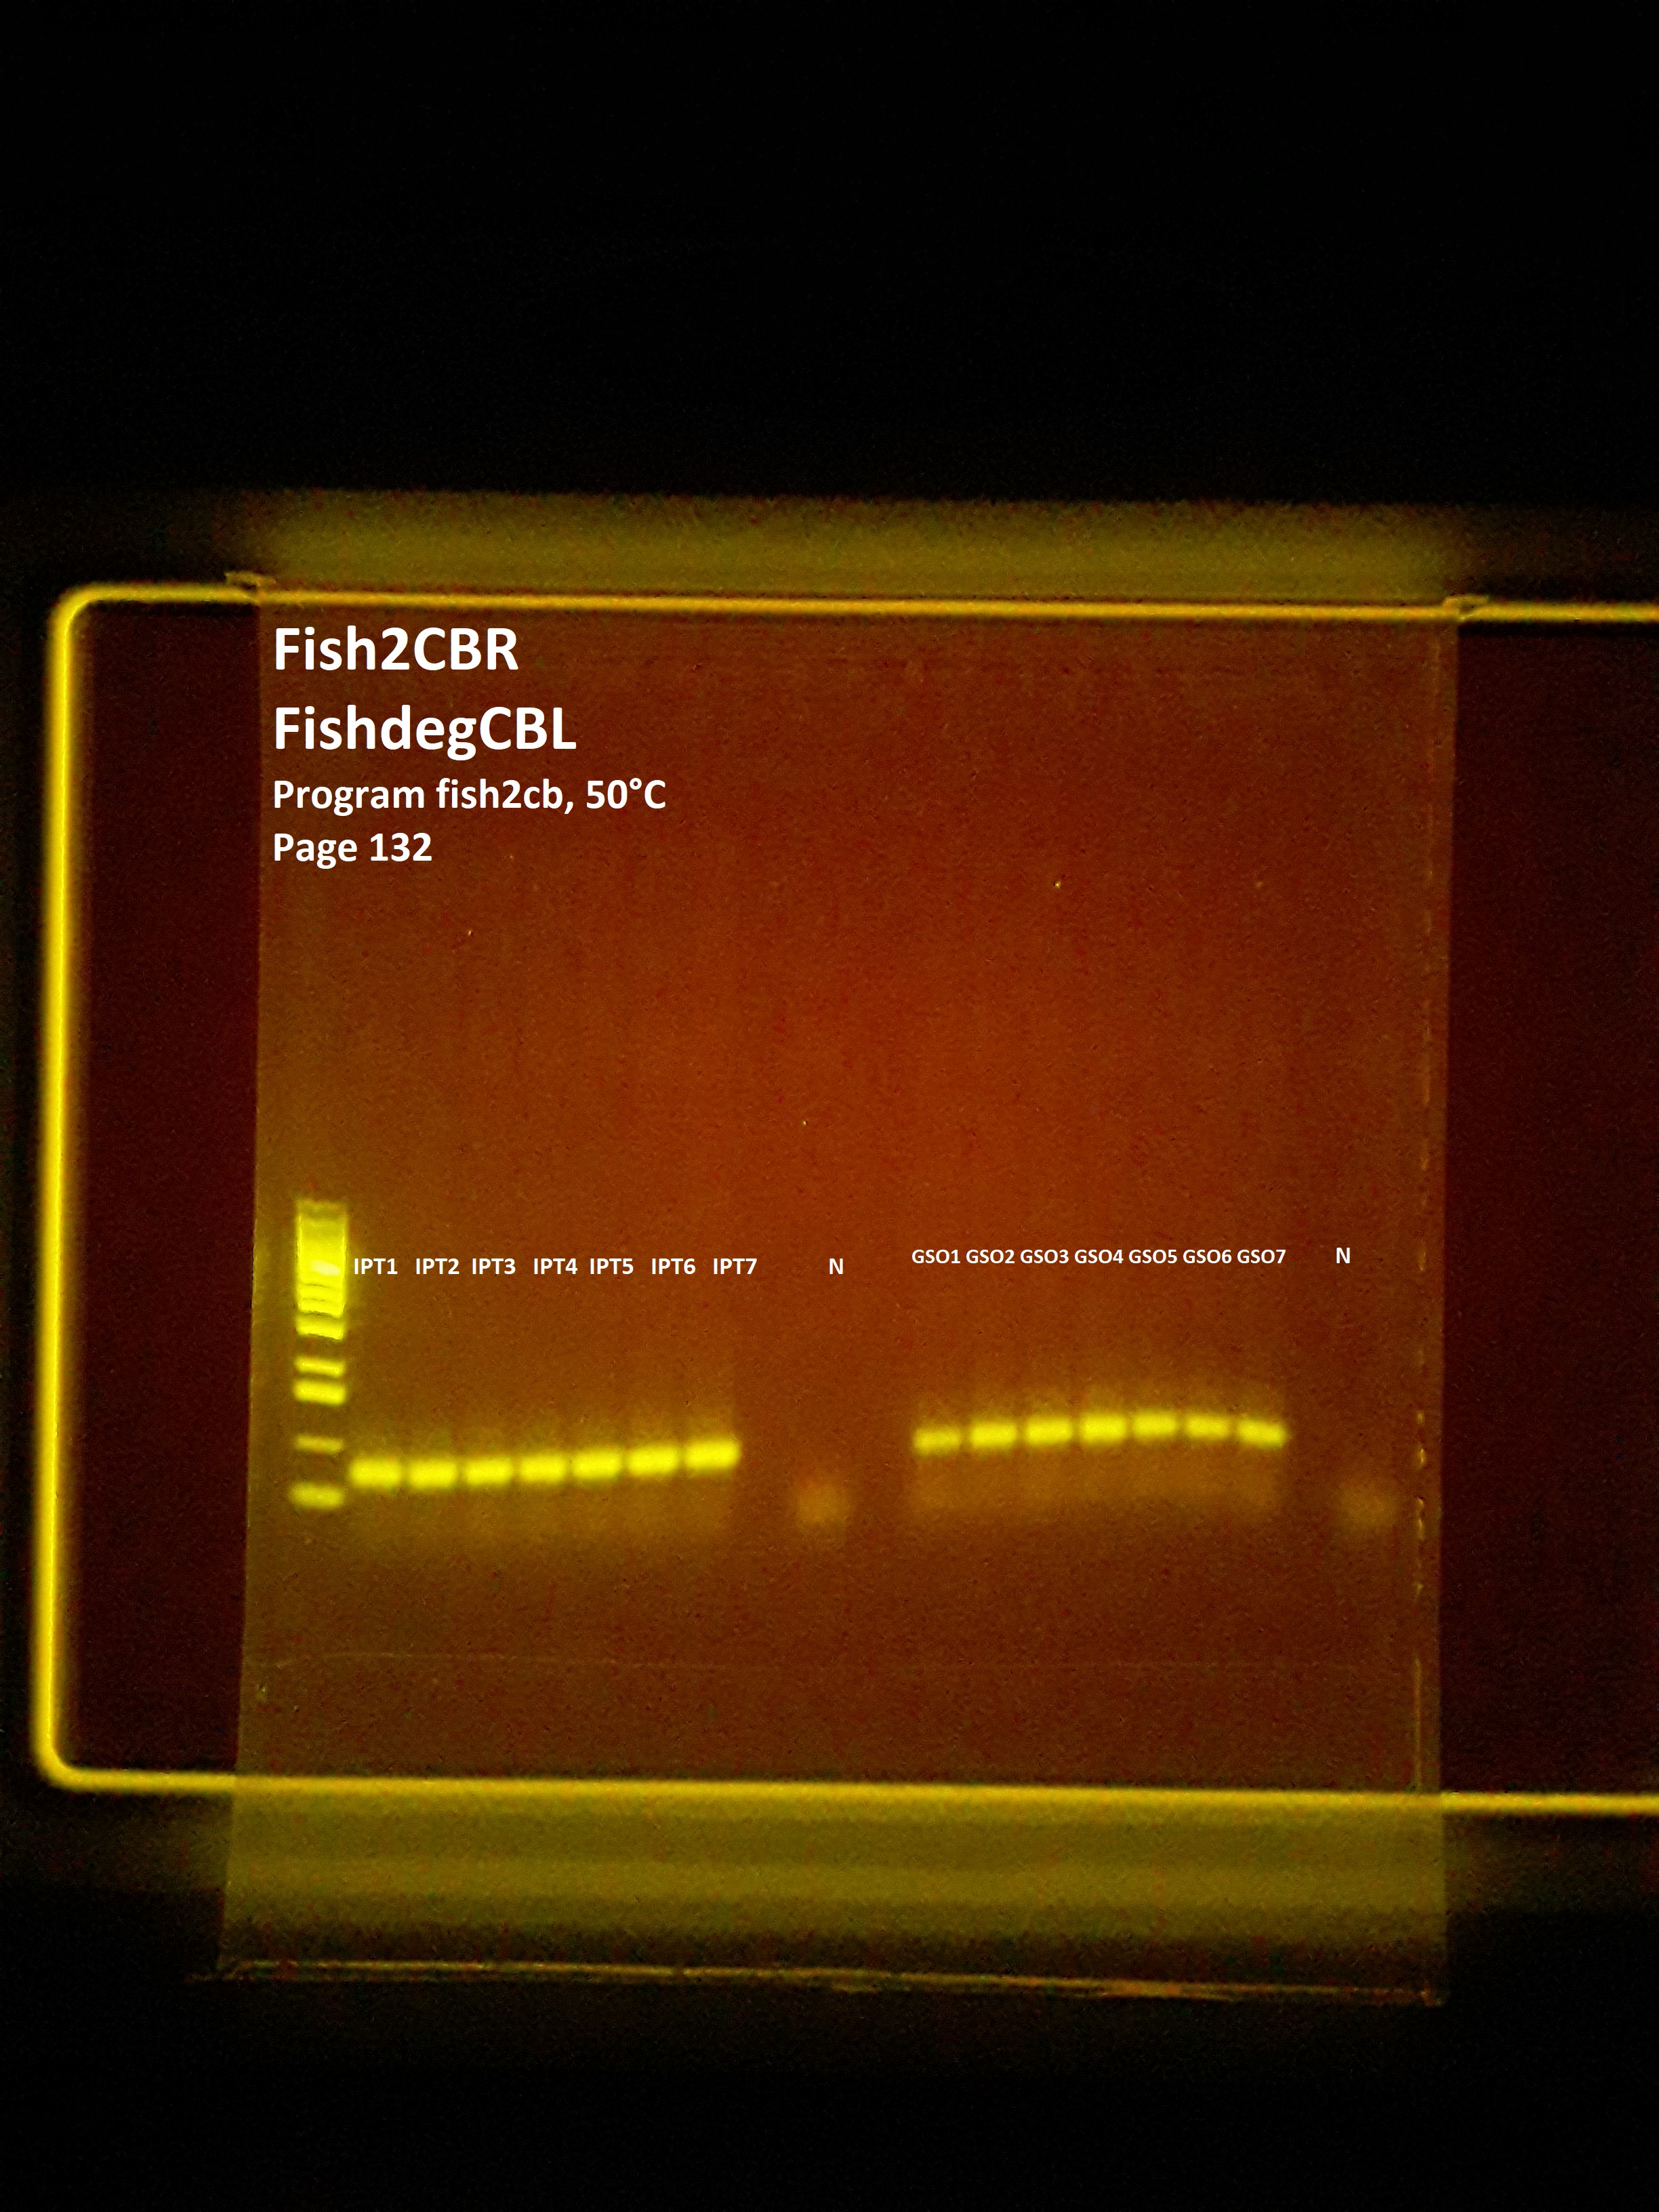 Fish2CBR
FishdegCBL
Program fish2cb, 50°C
Page 132
IPT1 IPT2 IPT3 IPT4 IPT5 IPT6 IPT7 N GSO1 GSO2 GSO3 GSO4 GSO5 GSO6 GSO7 N